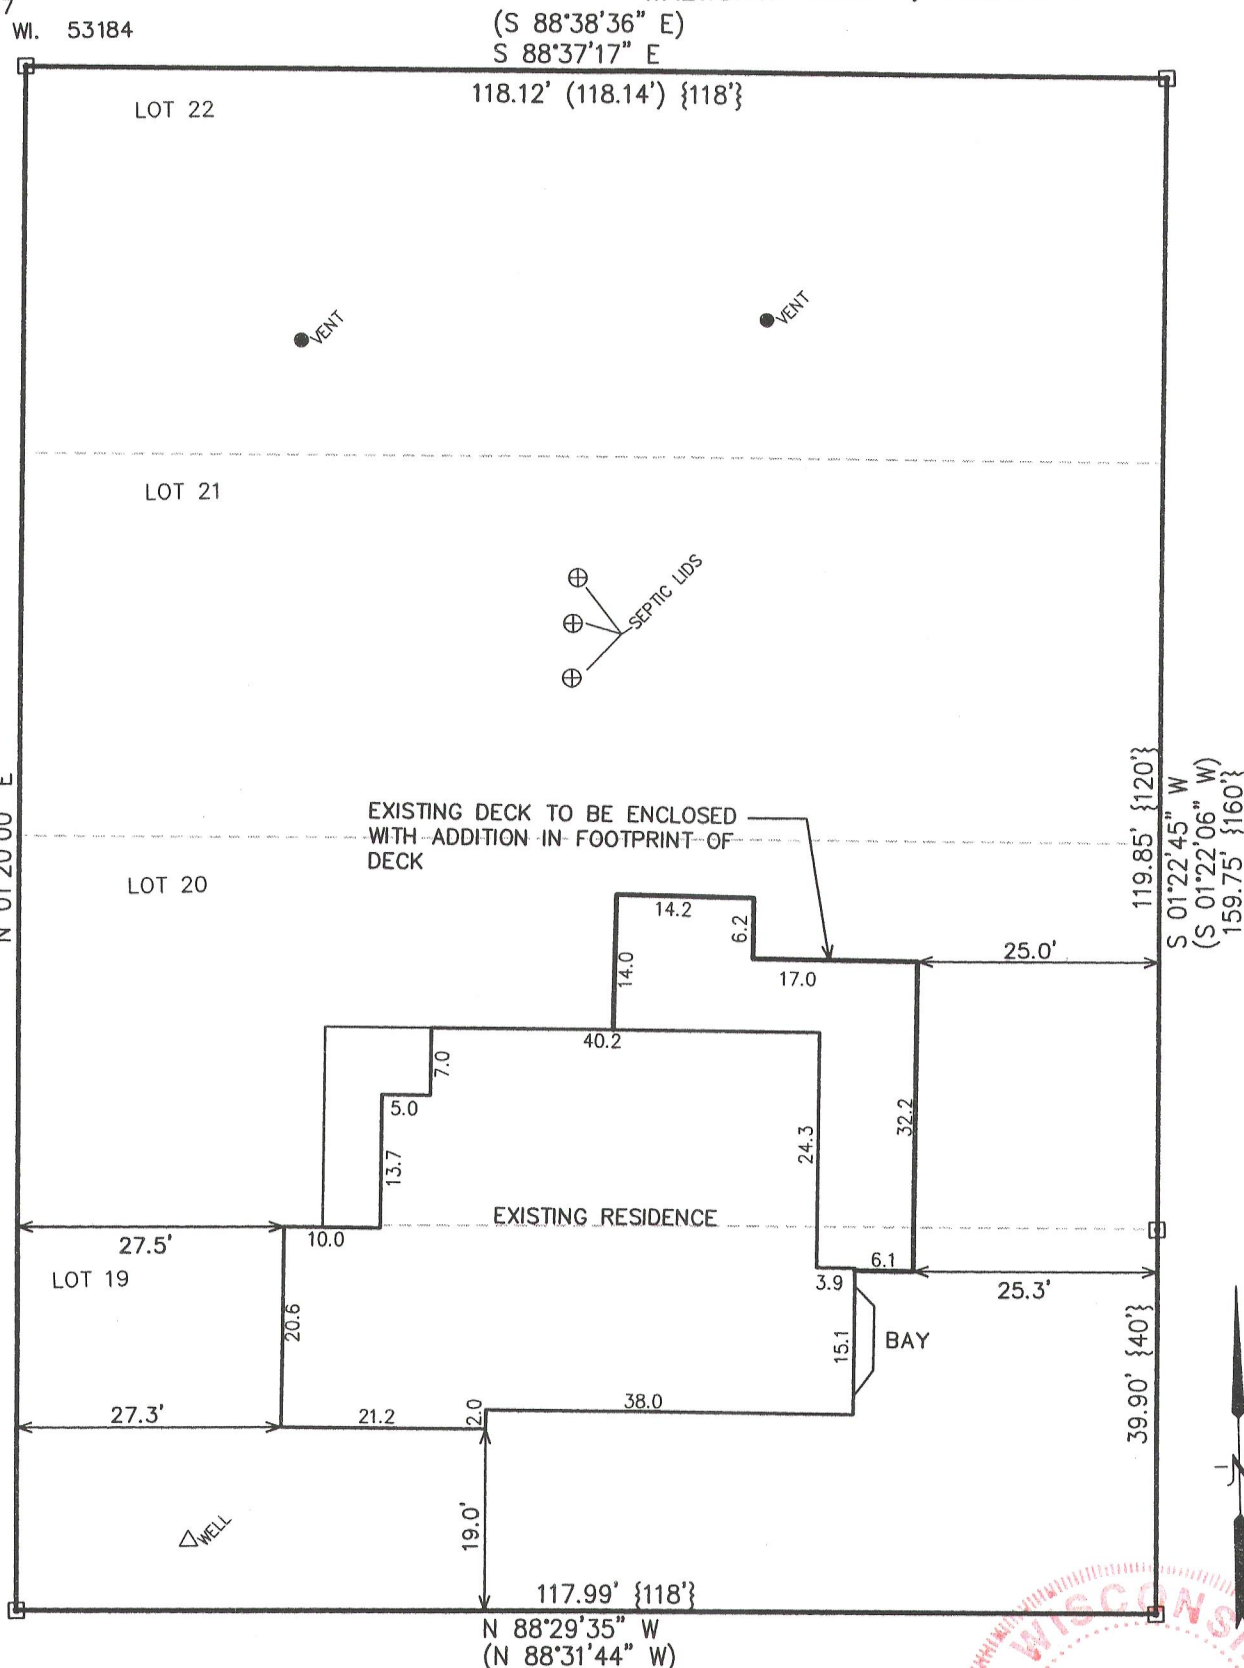 WI. 53184
(S 88°38'36" E)
S 88°37'17" E
118.12' (118.14') {118'}
LOT 22
VENT
VENT
LOT 21
SEPTIC LIDS
N 01°20'00" E
119.85' {120'}
S 01°22'45" W
(S 01°22'06" W)
159.75' {160'}
EXISTING DECK TO BE ENCLOSED
WITH ADDITION IN FOOTPRINT OF
DECK
LOT 20
14.2
6.2
14.0
17.0
25.0'
40.2
7.0
5.0
13.7
24.3
32.2
EXISTING RESIDENCE
10.0
27.5'
LOT 19
6.1
3.9
25.3'
20.6
15.1
BAY
39.90' {40'}
27.3'
21.2
2.0
38.0
19.0'
WELL
117.99' {118'}
N 88°29'35" W
(N 88°31'44" W)
WISCONS